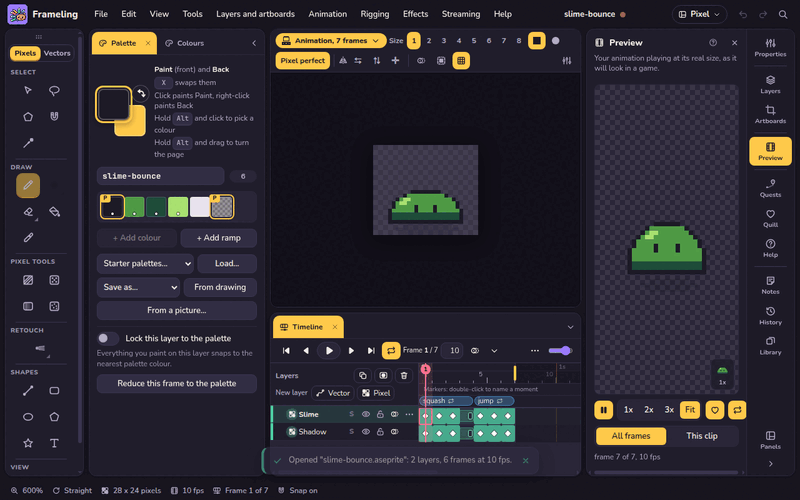 Frameling File Edit View Tools Layers and artboards Animation Rigging Effects Streaming Help slime-bounce Pixel
Pixels Vectors
SELECT
DRAW
PIXEL TOOLS
RETOUCH
SHAPES
VIEW
Palette Colours
Paint (front) and Back
X swaps them
Click paints Paint, right-click
paints Back
Hold Alt and click to pick a
colour
Hold Alt and drag to turn
the page
slime-bounce 6
P P
+ Add colour + Add ramp
Starter palettes... Load...
Save as... From drawing
From a picture...
Lock this layer to the palette
Everything you paint on this layer snaps to the
nearest palette colour.
Reduce this frame to the palette
Animation, 7 frames Size 1 2 3 4 5 6 7 8
Pixel perfect
Timeline
Frame 1 / 7 10
Layers 1 5 10 1s
New layer Vector Pixel
Markers: double-click to name a moment
squash jump
Slime S
Shadow S
Opened "slime-bounce.aseprite": 2 layers, 6 frames at 10 fps.
Preview
Your animation playing at its real size, as it
will look in a game.
1x
1x 2x 3x Fit
All frames This clip
frame 7 of 7, 10 fps
Properties
Layers
Artboards
Preview
Quests
Quill
Help
Notes
History
Library
Panels
600% Straight 28 x 24 pixels 10 fps Frame 1 of 7 Snap on